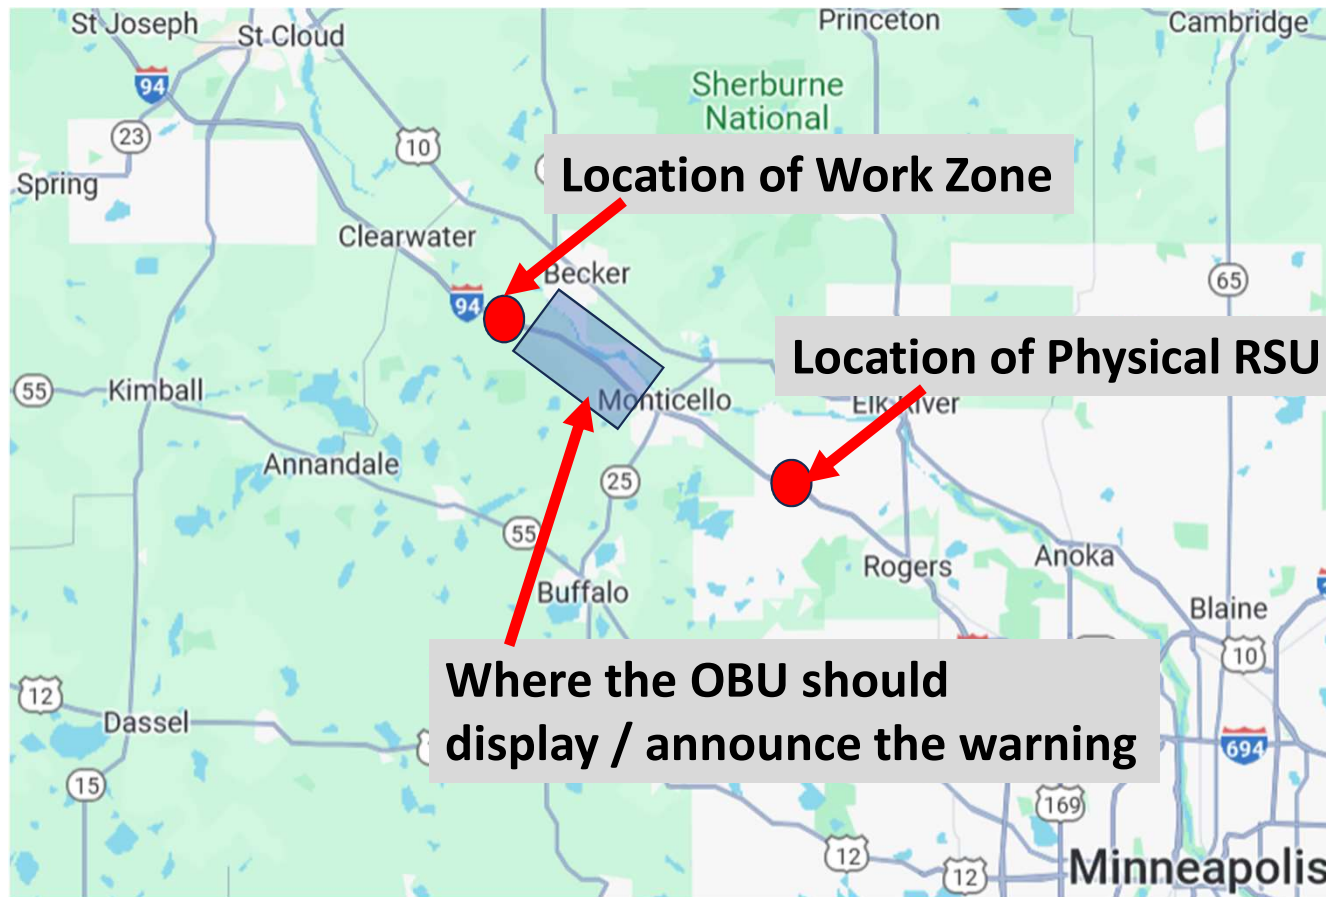 St Joseph
St Cloud
Princeton
Cambridge
94
Sherburne
National
23
10
Location of Work Zone
Spring
Clearwater
Becker
65
94
Location of Physical RSU
55
Kimball
Monticello
Elk River
Annandale
25
55
Rogers
Anoka
Buffalo
Blaine
10
Where the OBU should
display / announce the warning
12
Dassel
694
15
169
12
12
Minneapolis